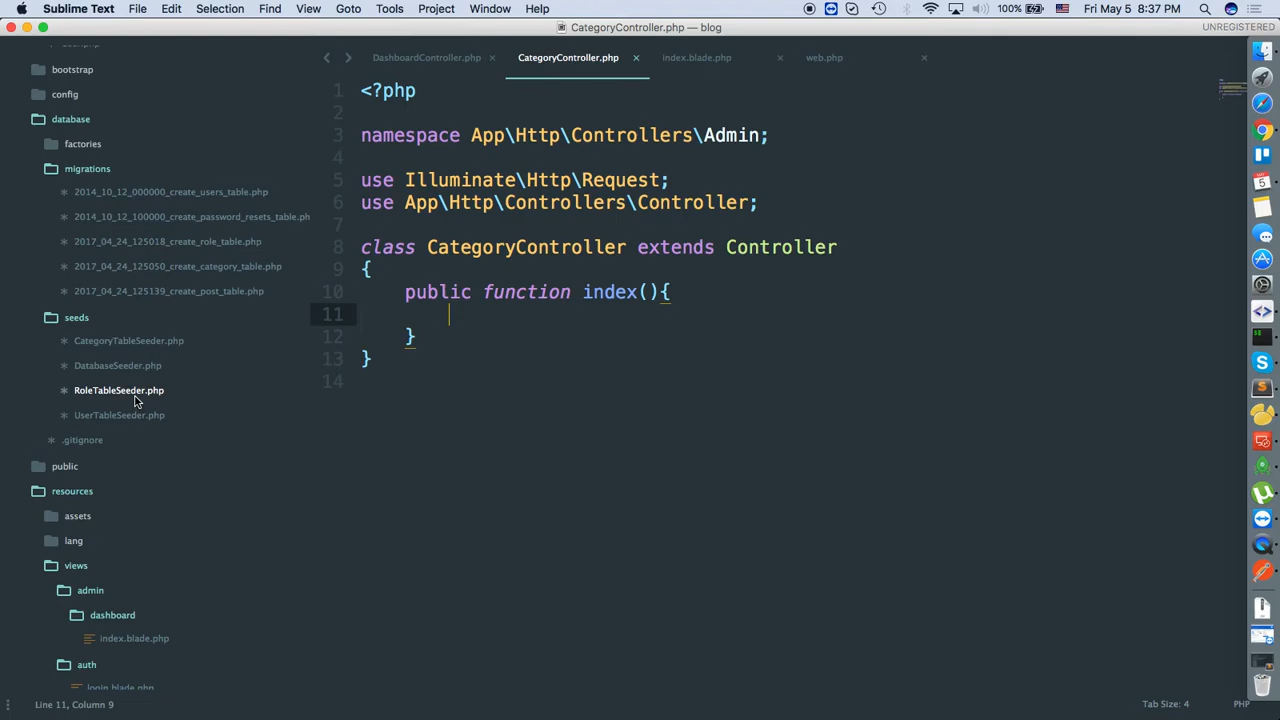 Sublime Text File Edit Selection Find View Goto Tools Project Window Help 100% Fri May 5 8:37 PM
CategoryController.php — blog UNREGISTERED
bootstrap
config
database
factories
migrations
2014_10_12_000000_create_users_table.php
2014_10_12_100000_create_password_resets_table.ph
2017_04_24_125018_create_role_table.php
2017_04_24_125050_create_category_table.php
2017_04_24_125139_create_post_table.php
seeds
CategoryTableSeeder.php
DatabaseSeeder.php
RoleTableSeeder.php
UserTableSeeder.php
.gitignore
public
resources
assets
lang
views
admin
dashboard
index.blade.php
auth
login.blade.php
DashboardController.php CategoryController.php index.blade.php web.php
1 <?php
2
3 namespace App\Http\Controllers\Admin;
4
5 use Illuminate\Http\Request;
6 use App\Http\Controllers\Controller;
7
8 class CategoryController extends Controller
9 {
10 public function index(){
11
12 }
13 }
14
Line 11, Column 9 Tab Size: 4 PHP